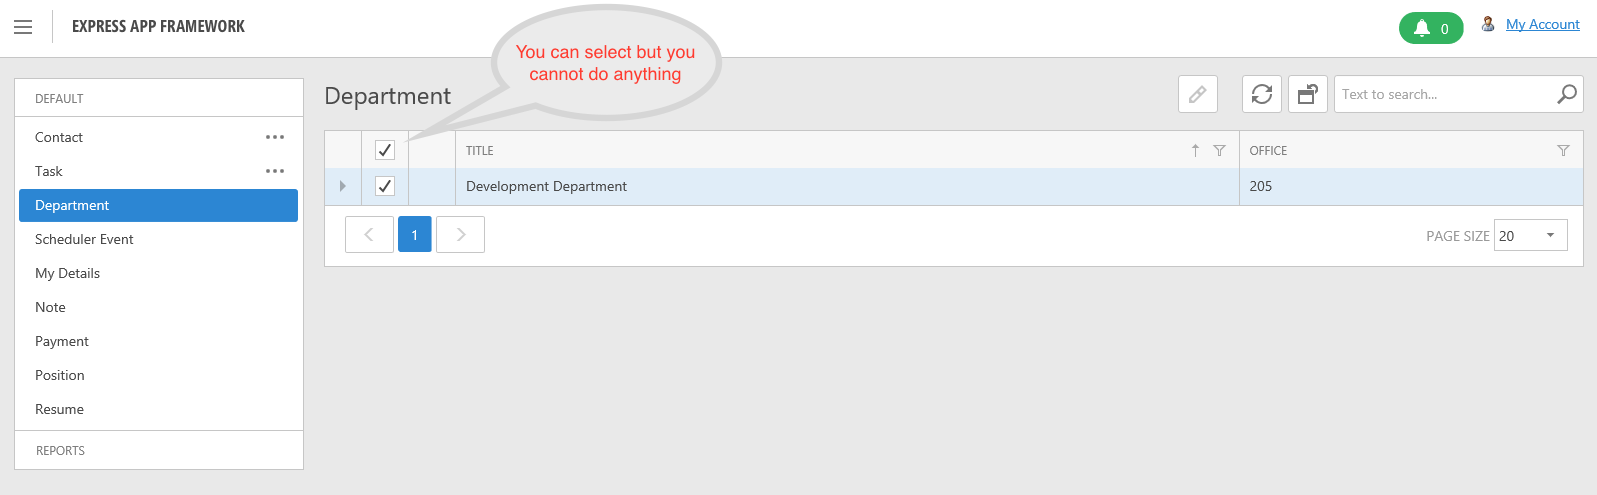 EXPRESS APP FRAMEWORK
0
My Account
You can select but you
cannot do anything
DEFAULT
Contact
Task
Department
Scheduler Event
My Details
Note
Payment
Position
Resume
REPORTS
Department
Text to search...
TITLE
OFFICE
Development Department
205
1
PAGE SIZE
20